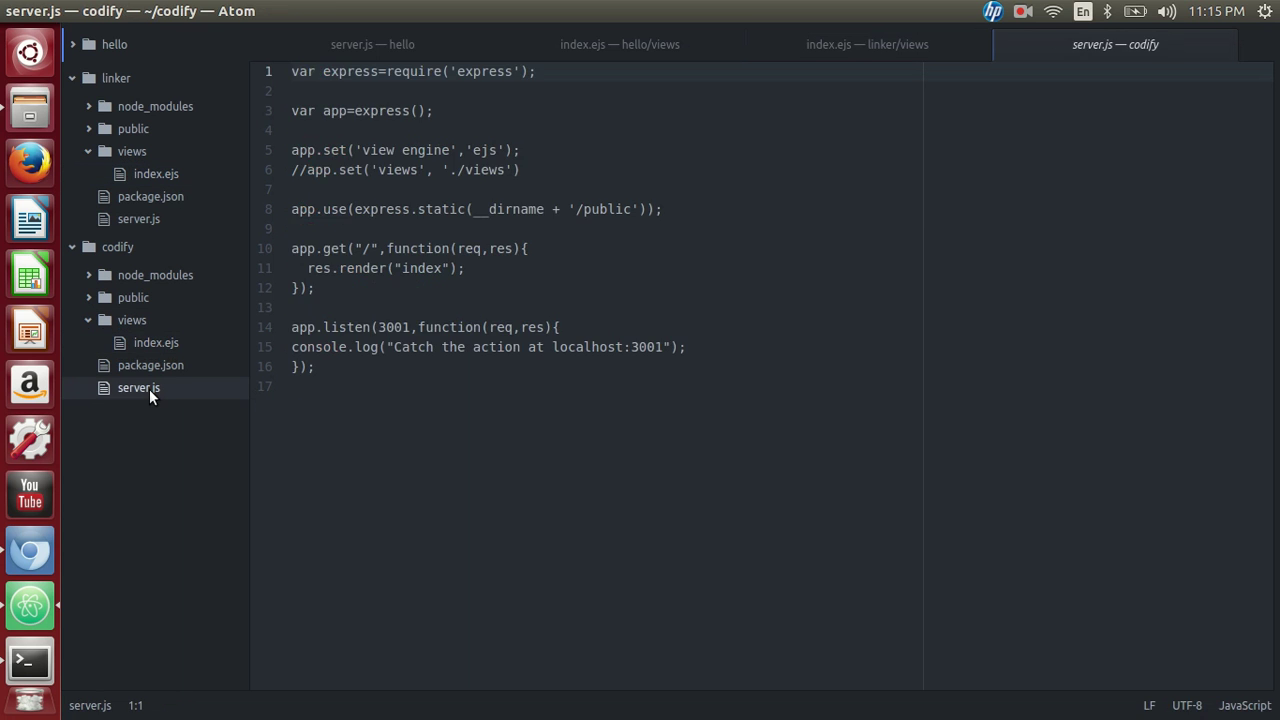 server.js — codify — ~/codify — Atom
hp
En
11:15 PM
hello
linker
node_modules
public
views
index.ejs
package.json
server.js
codify
node_modules
public
views
index.ejs
package.json
server.js
server.js — hello
index.ejs — hello/views
index.ejs — linker/views
server.js — codify
1 var express=require('express');
2
3 var app=express();
4
5 app.set('view engine','ejs');
6 //app.set('views', './views')
7
8 app.use(express.static(__dirname + '/public'));
9
10 app.get("/",function(req,res){
11 res.render("index");
12 });
13
14 app.listen(3001,function(req,res){
15 console.log("Catch the action at localhost:3001");
16 });
17
a
You
Tube
>_
server.js 1:1
LF UTF-8 JavaScript